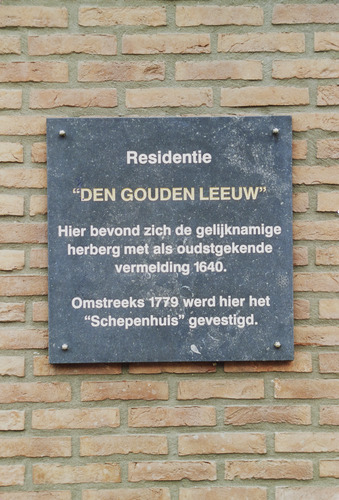 Residentie
“DEN GOUDEN LEEUW”
Hier bevond zich de gelijknamige
herberg met als oudstgekende
vermelding 1640.
Omstreeks 1779 werd hier het
“Schepenhuis” gevestigd.